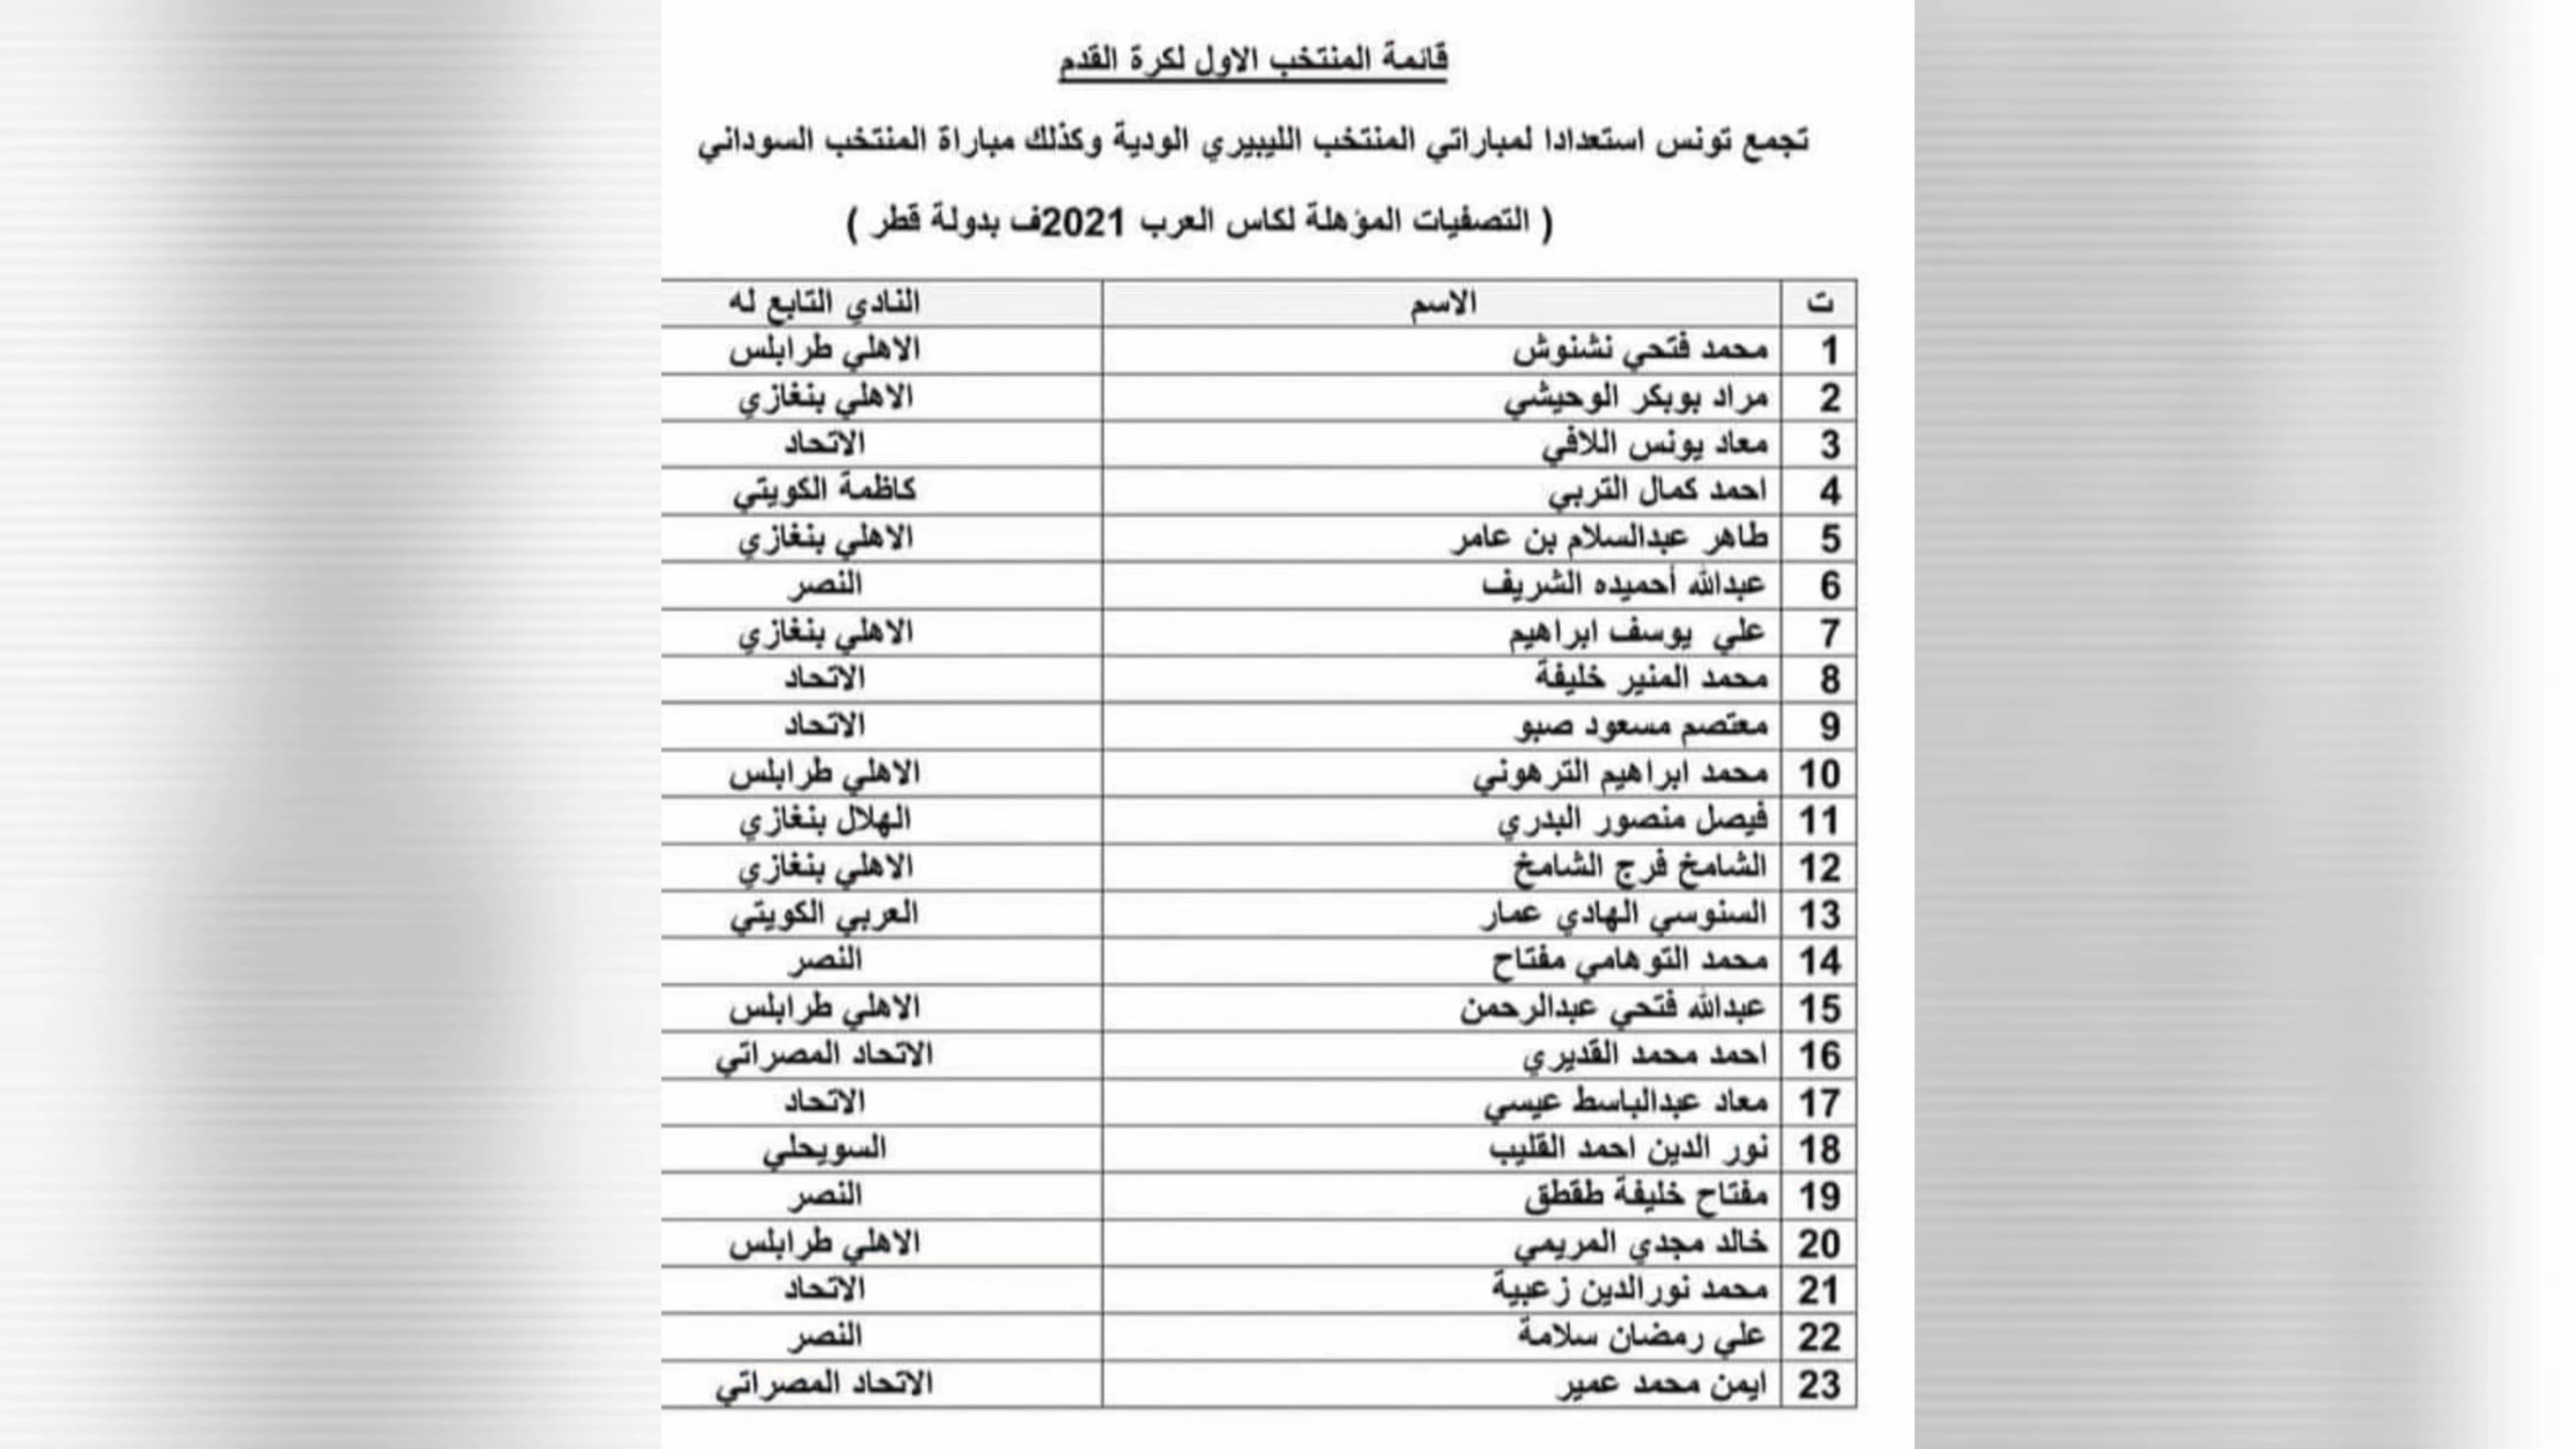 قائمة المنتخب الاول لكرة القدم
تجمع تونس استعدادا لمباراتي المنتخب الليبيري الودية وكذلك مباراة المنتخب السوداني
( التصفيات المؤهلة لكاس العرب 2021ف بدولة قطر )
ت الاسم النادي التابع له
1 محمد فتحي نشنوش الاهلي طرابلس
2 مراد بوبكر الوحيشي الاهلي بنغازي
3 معاد يونس اللافي الاتحاد
4 احمد كمال التربي كاظمة الكويتي
5 طاهر عبدالسلام بن عامر الاهلي بنغازي
6 عبدالله أحميده الشريف النصر
7 علي يوسف ابراهيم الاهلي بنغازي
8 محمد المنير خليفة الاتحاد
9 معتصم مسعود صبو الاتحاد
10 محمد ابراهيم الترهوني الاهلي طرابلس
11 فيصل منصور البدري الهلال بنغازي
12 الشامخ فرج الشامخ الاهلي بنغازي
13 السنوسي الهادي عمار العربي الكويتي
14 محمد التوهامي مفتاح النصر
15 عبدالله فتحي عبدالرحمن الاهلي طرابلس
16 احمد محمد القديري الاتحاد المصراتي
17 معاد عبدالباسط عيسي الاتحاد
18 نور الدين احمد القليب السويحلي
19 مفتاح خليفة طقطق النصر
20 خالد مجدي المريمي الاهلي طرابلس
21 محمد نورالدين زعبية الاتحاد
22 علي رمضان سلامة النصر
23 ايمن محمد عمير الاتحاد المصراتي